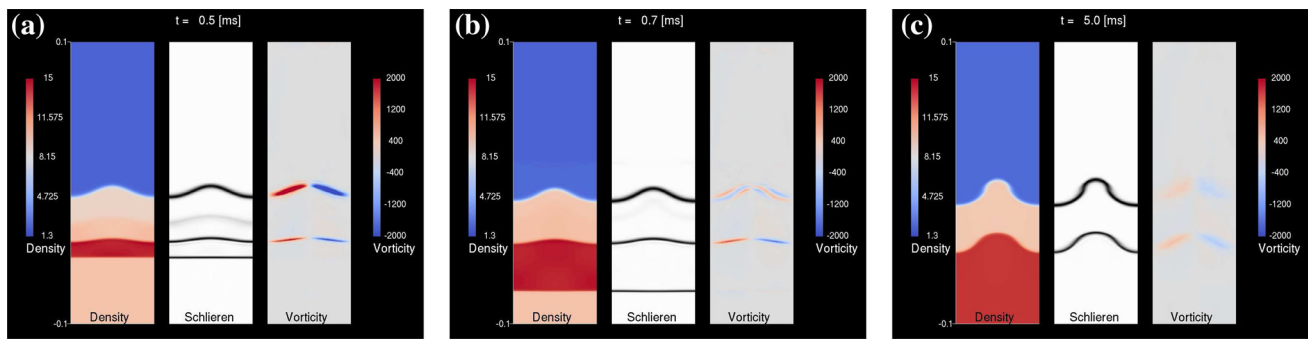 (a)
t = 0.5 [ms]
0.1
15
11.575
8.15
4.725
1.3
Density
-0.1
Density
Schlieren
Vorticity
2000
1200
400
-400
-1200
-2000
Vorticity
(b)
t = 0.7 [ms]
0.1
15
11.575
8.15
4.725
1.3
Density
-0.1
Density
Schlieren
Vorticity
2000
1200
400
-400
-1200
-2000
Vorticity
(c)
t = 5.0 [ms]
0.1
15
11.575
8.15
4.725
1.3
Density
-0.1
Density
Schlieren
Vorticity
2000
1200
400
-400
-1200
-2000
Vorticity